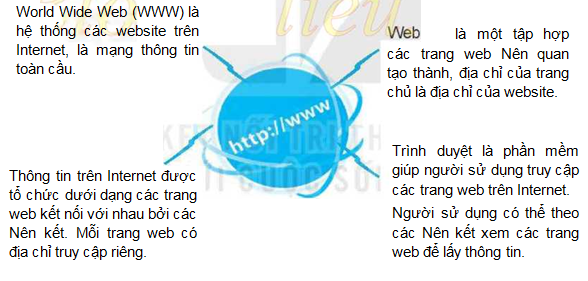 World Wide Web (WWW) là
hệ thống các website trên
Internet, là mạng thông tin
toàn cầu.
Web là một tập hợp
các trang web Nên quan
tạo thành, địa chỉ của trang
chủ là địa chỉ của website.
http://www
Thông tin trên Internet được
tổ chức dưới dạng các trang
web kết nối với nhau bởi các
Nên kết. Mỗi trang web có
địa chỉ truy cập riêng.
Trình duyệt là phần mềm
giúp người sử dụng truy cập
các trang web trên Internet.
Người sử dụng có thể theo
các Nên kết xem các trang
web để lấy thông tin.